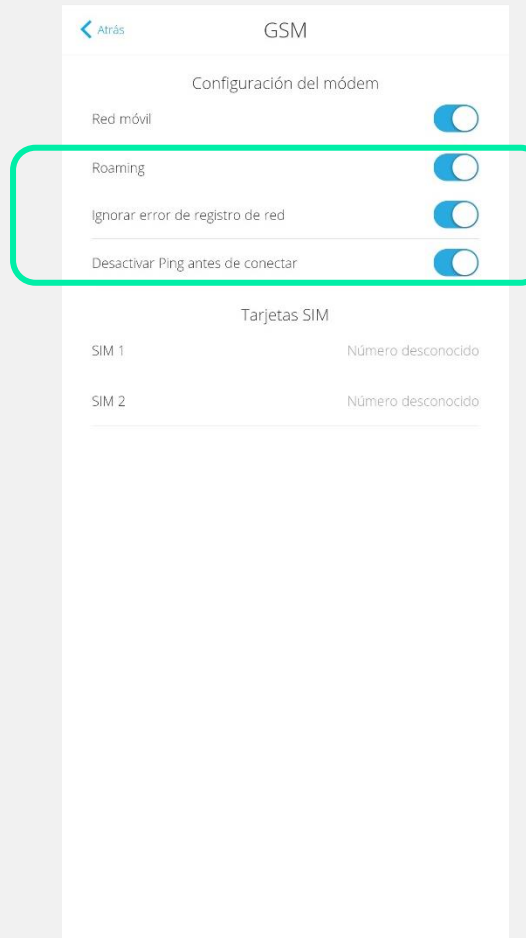 Atrás GSM
Configuración del módem
Red móvil
Roaming
Ignorar error de registro de red
Desactivar Ping antes de conectar
Tarjetas SIM
SIM 1 Número desconocido
SIM 2 Número desconocido